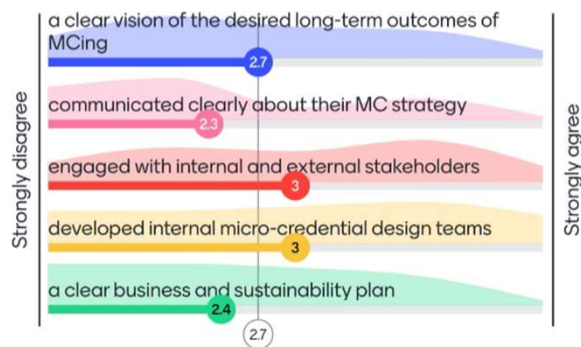 a clear vision of the desired long-term outcomes of
MCing
2.7
communicated clearly about their MC strategy
2.3
engaged with internal and external stakeholders
3
developed internal micro-credential design teams
3
a clear business and sustainability plan
2.4
2.7
Strongly disagree
Strongly agree